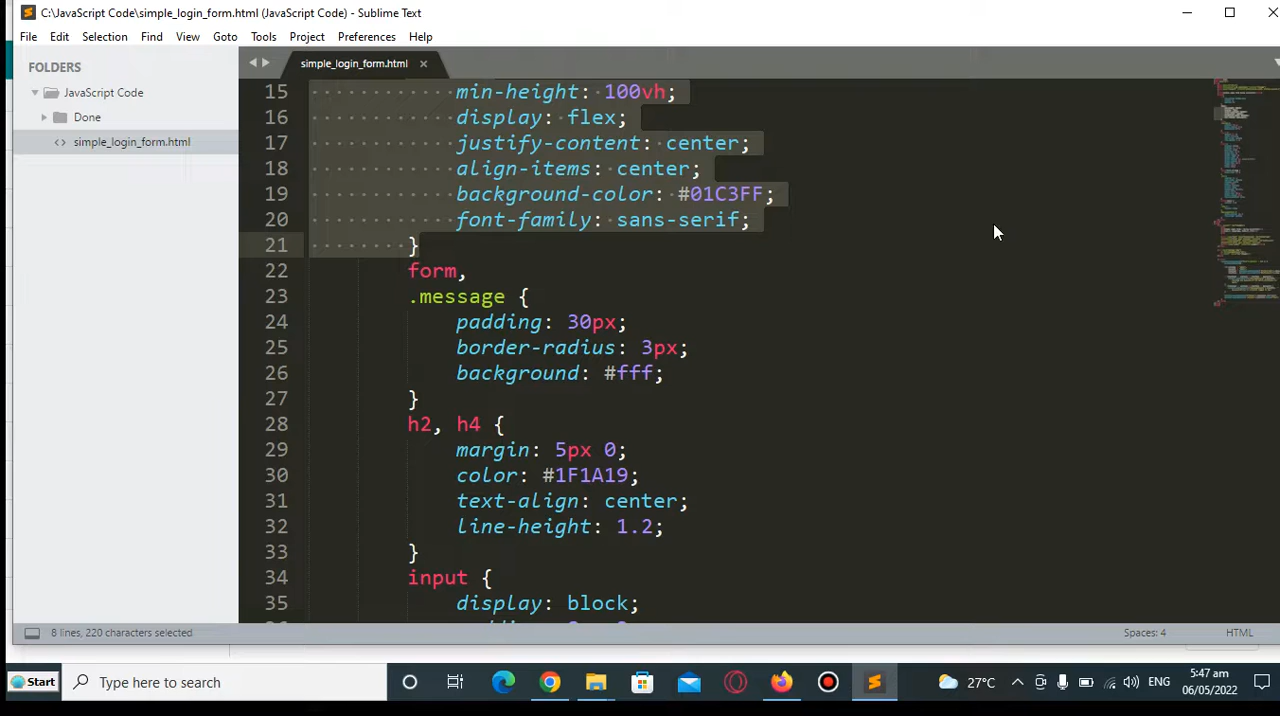 C:\JavaScript Code\simple_login_form.html (JavaScript Code) - Sublime Text
File Edit Selection Find View Goto Tools Project Preferences Help
FOLDERS
JavaScript Code
Done
simple_login_form.html
simple_login_form.html
15 min-height: 100vh;
16 display: flex;
17 justify-content: center;
18 align-items: center;
19 background-color: #01C3FF;
20 font-family: sans-serif;
21 }
22 form,
23 .message {
24 padding: 30px;
25 border-radius: 3px;
26 background: #fff;
27 }
28 h2, h4 {
29 margin: 5px 0;
30 color: #1F1A19;
31 text-align: center;
32 line-height: 1.2;
33 }
34 input {
35 display: block;
8 lines, 220 characters selected
Spaces: 4 HTML
Start Type here to search 27°C ENG 5:47 am
06/05/2022